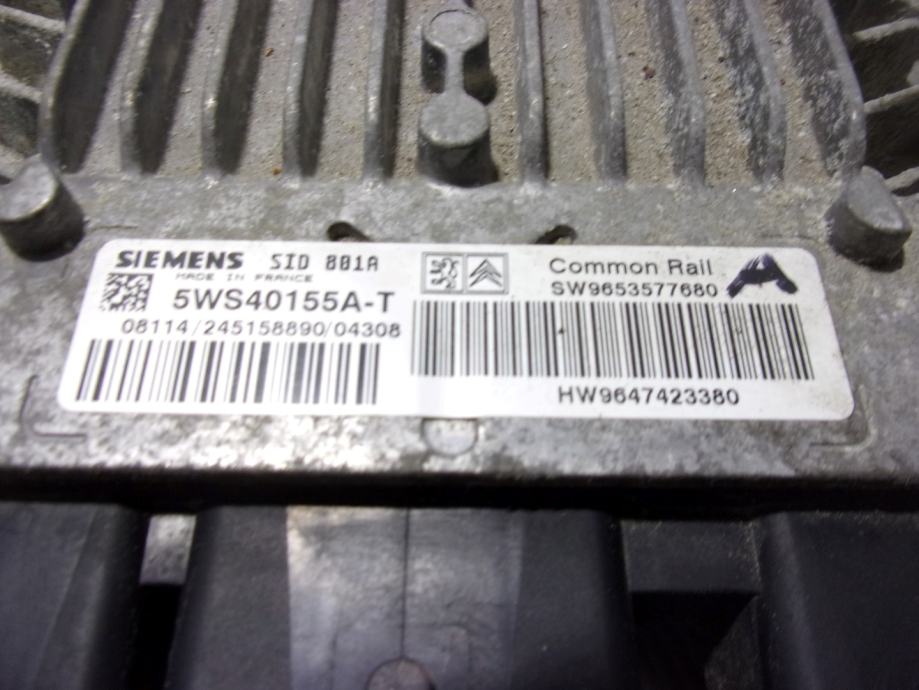 SIEMENS SID 801A
MADE IN FRANCE
5WS40155A-T
08114/245158890/04308
Common Rail
SW9653577680
HW9647423380